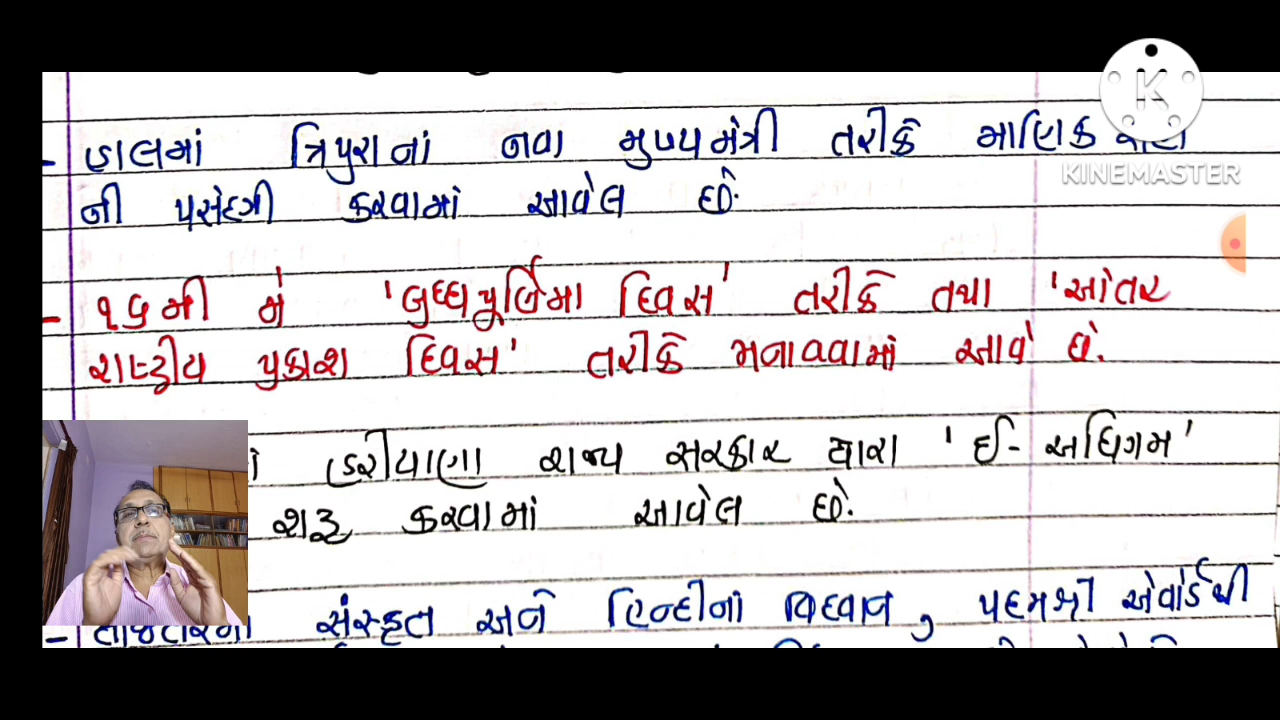 KINEMASTER
- હાલમાં ત્રિપુરાનાં નવા મુખ્યમંત્રી તરીકે માણિક
ની પસંદગી કરવામાં આવેલ છે.
- ૧૬મી મે 'બુધ્ધપૂર્ણિમા દિવસ' તરીકે તથા 'આંતર
રાષ્ટ્રીય પ્રકાશ દિવસ' તરીકે મનાવવામાં આવે છે.
હરીયાણા રાજ્ય સરકાર દ્વારા 'ઈ-અધિગમ'
શરૂ કરવામાં આવેલ છે.
- સંસ્કૃત અને હિન્દીનાં વિદ્વાન, પદ્મશ્રી એવોર્ડથી